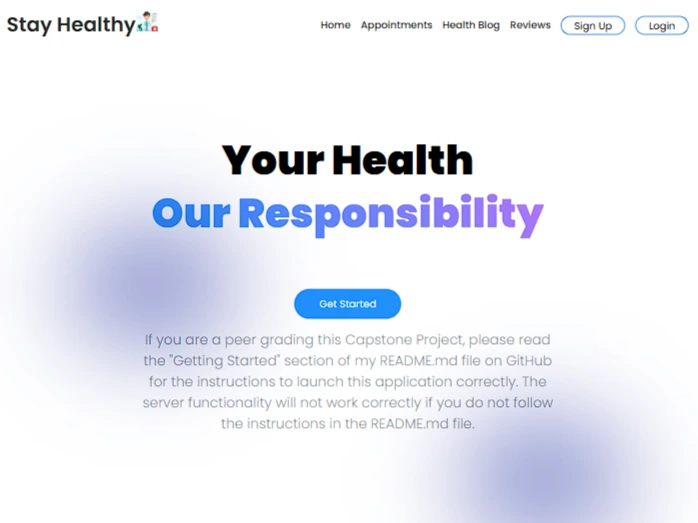 Stay Healthy
Home Appointments Health Blog Reviews Sign Up Login
Your Health
Our Responsibility
Get Started
If you are a peer grading this Capstone Project, please read
the "Getting Started" section of my README.md file on GitHub
for the instructions to launch this application correctly. The
server functionality will not work correctly if you do not follow
the instructions in the README.md file.